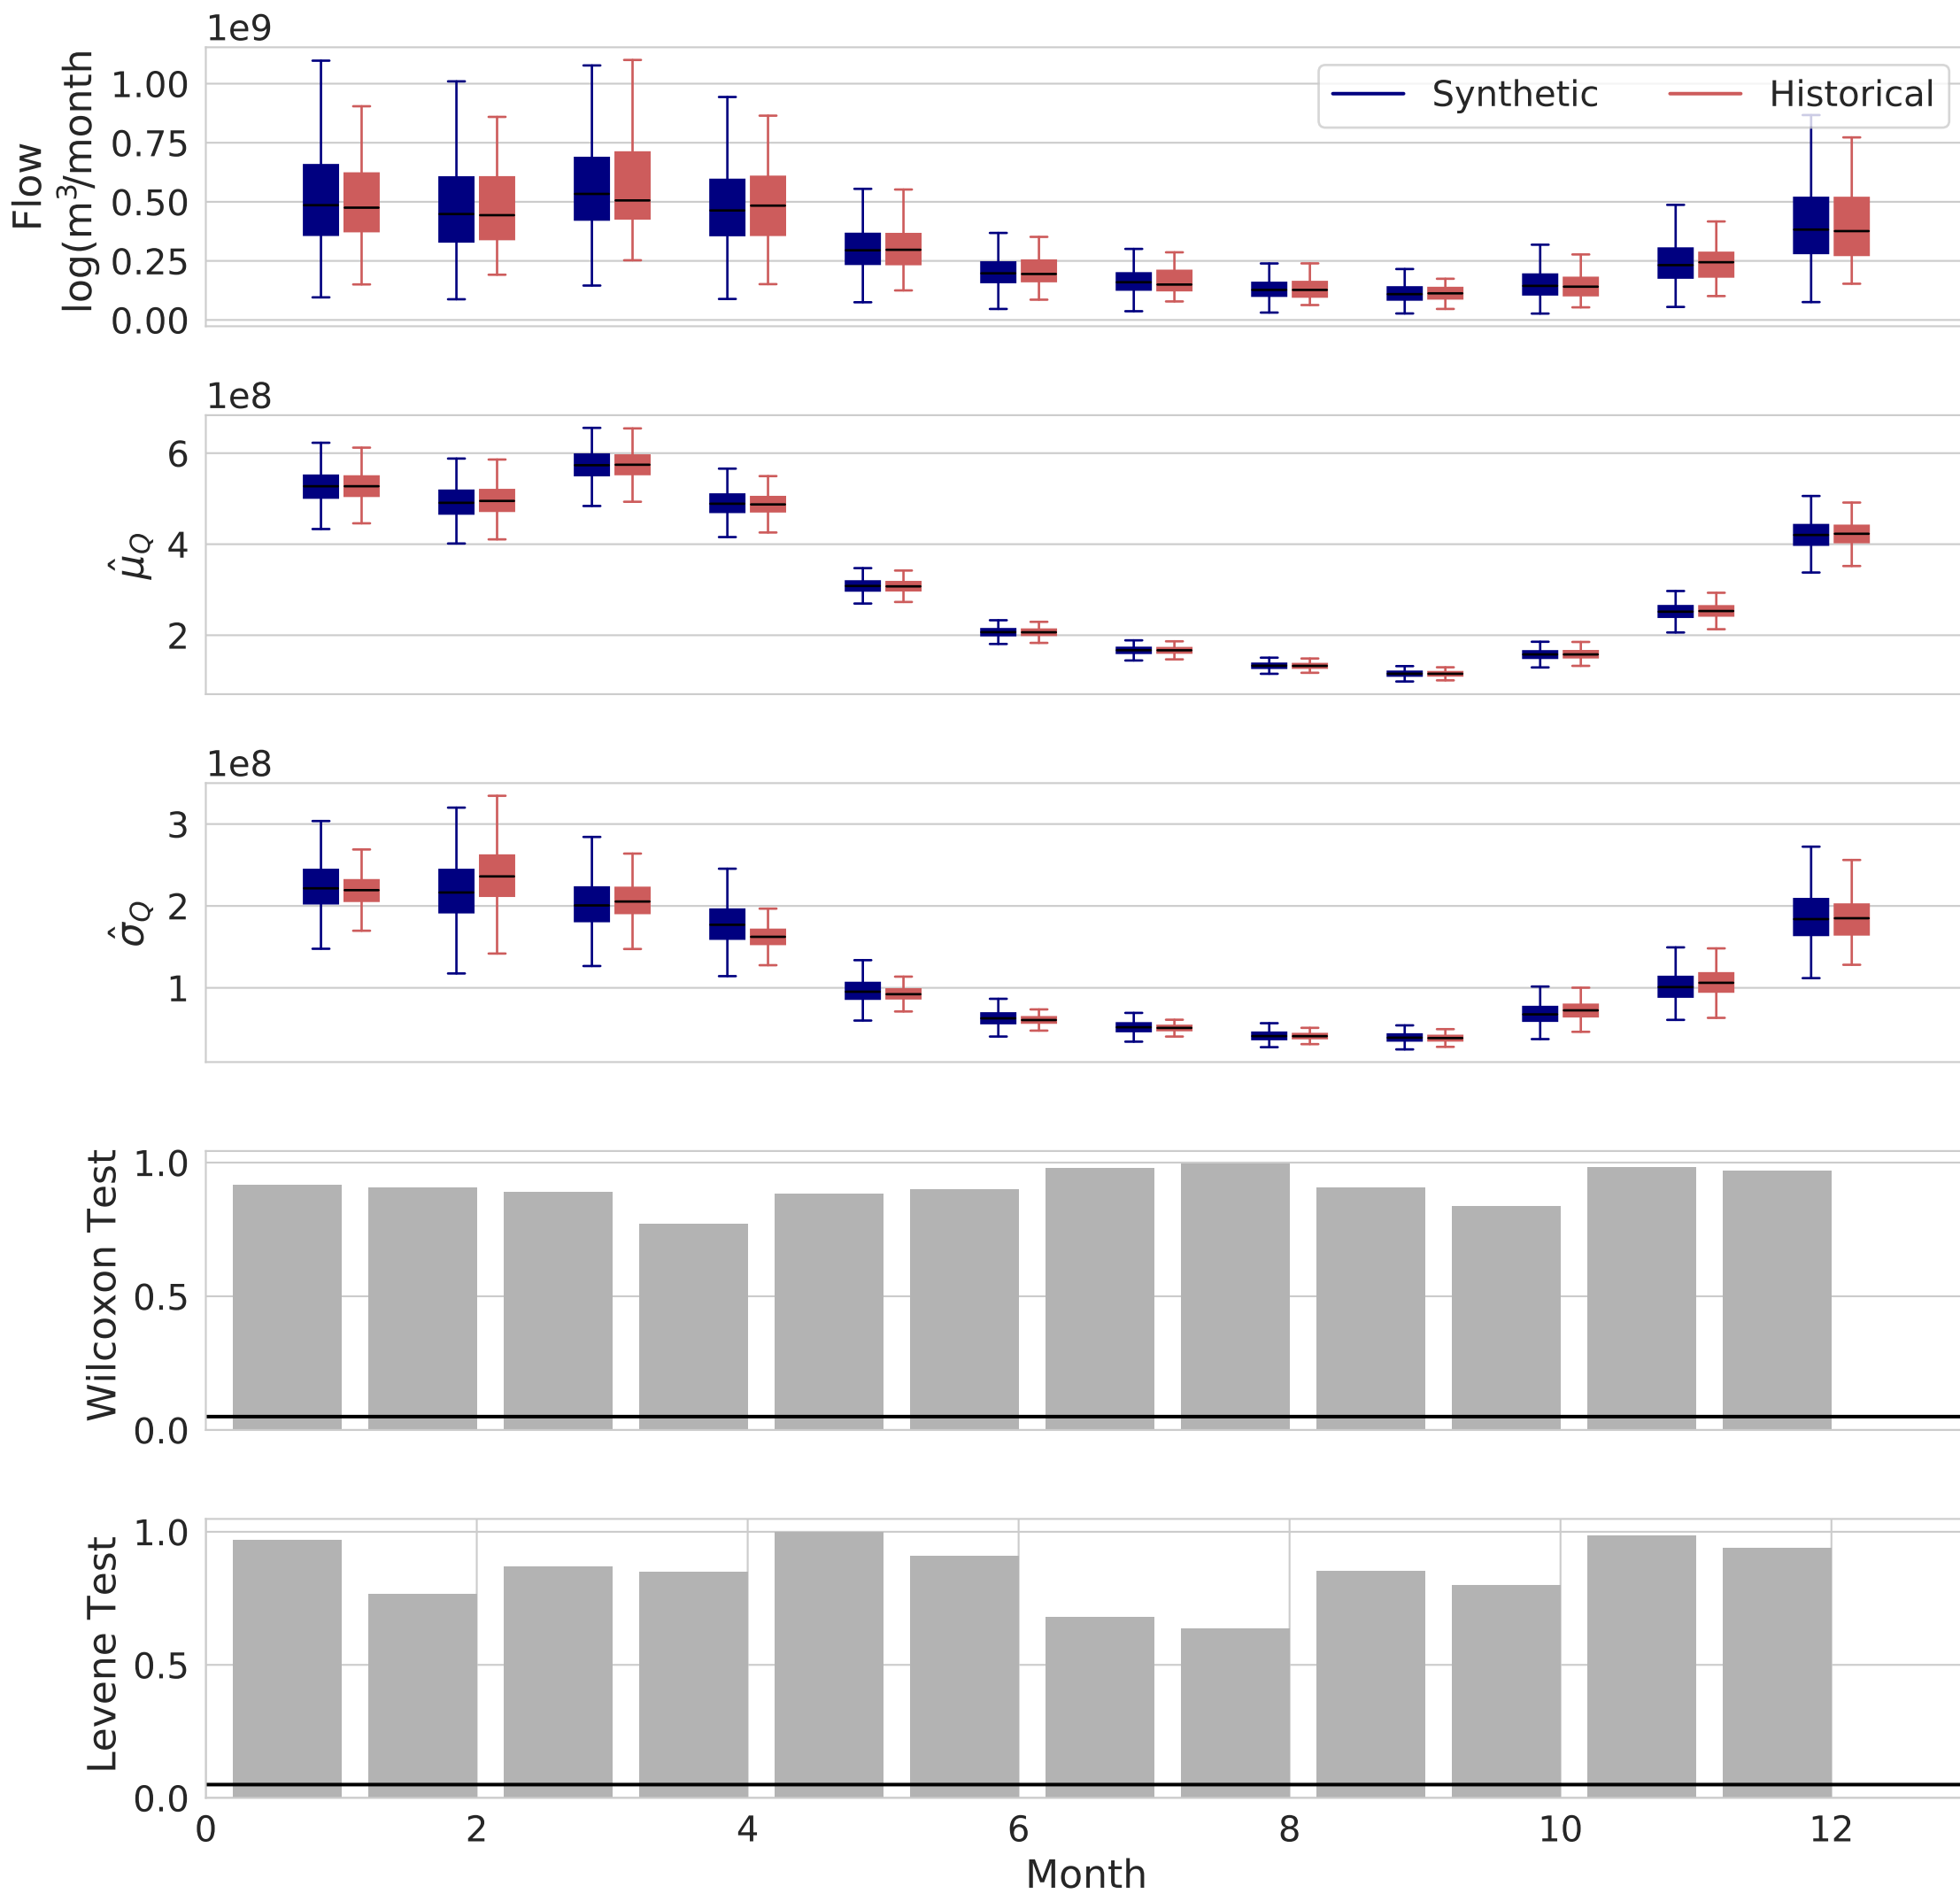 1e9
Flow
log(m³/month
1.00
0.75
0.50
0.25
0.00
Synthetic Historical
1e8
μ̂Q
6
4
2
1e8
σ̂Q
3
2
1
Wilcoxon Test
1.0
0.5
0.0
Levene Test
1.0
0.5
0.0
0 2 4 6 8 10 12
Month